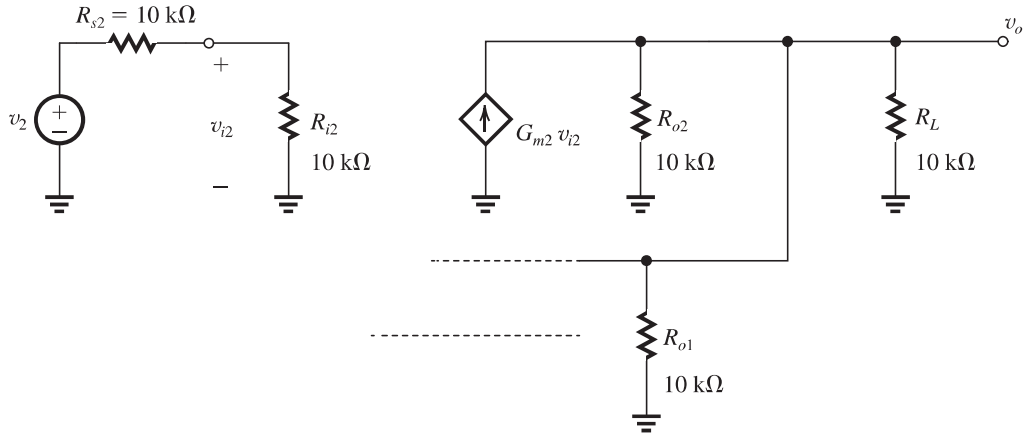 R_{s2} = 10 kΩ
v_o
v_2
+
−
+
v_{i2}
−
R_{i2}
10 kΩ
G_{m2} v_{i2}
R_{o2}
10 kΩ
R_L
10 kΩ
R_{o1}
10 kΩ